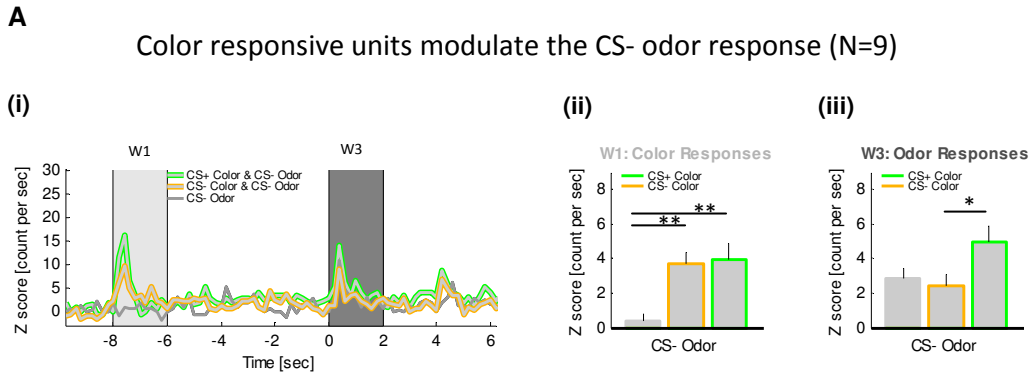 A
Color responsive units modulate the CS- odor response (N=9)
(i)
W1
W3
CS+ Color & CS- Odor
CS- Color & CS- Odor
CS- Odor
Z score [count per sec]
30
25
20
15
10
5
0
-8
-6
-4
-2
0
2
4
6
Time [sec]
(ii)
W1: Color Responses
CS+ Color
CS- Color
Z score [count per sec]
8
6
4
2
0
**
**
CS- Odor
(iii)
W3: Odor Responses
CS+ Color
CS- Color
Z score [count per sec]
8
6
4
2
0
*
CS- Odor